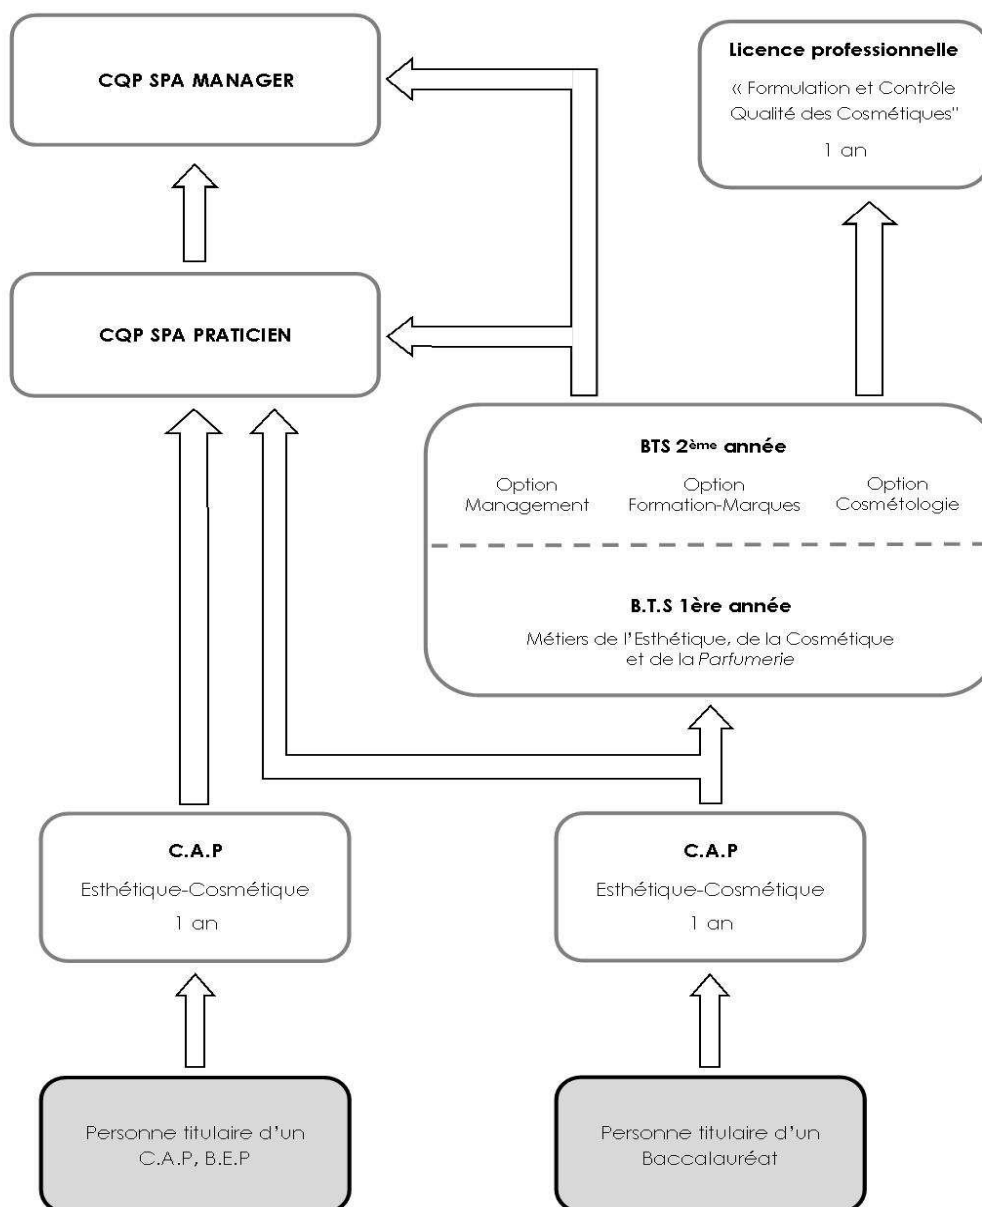 CQP SPA MANAGER
Licence professionnelle
« Formulation et Contrôle
Qualité des Cosmétiques"
1 an
CQP SPA PRATICIEN
BTS 2ème année
Option
Management
Option
Formation-Marques
Option
Cosmétologie
B.T.S 1ère année
Métiers de l'Esthétique, de la Cosmétique
et de la Parfumerie
C.A.P
Esthétique-Cosmétique
1 an
C.A.P
Esthétique-Cosmétique
1 an
Personne titulaire d'un
C.A.P, B.E.P
Personne titulaire d'un
Baccalauréat